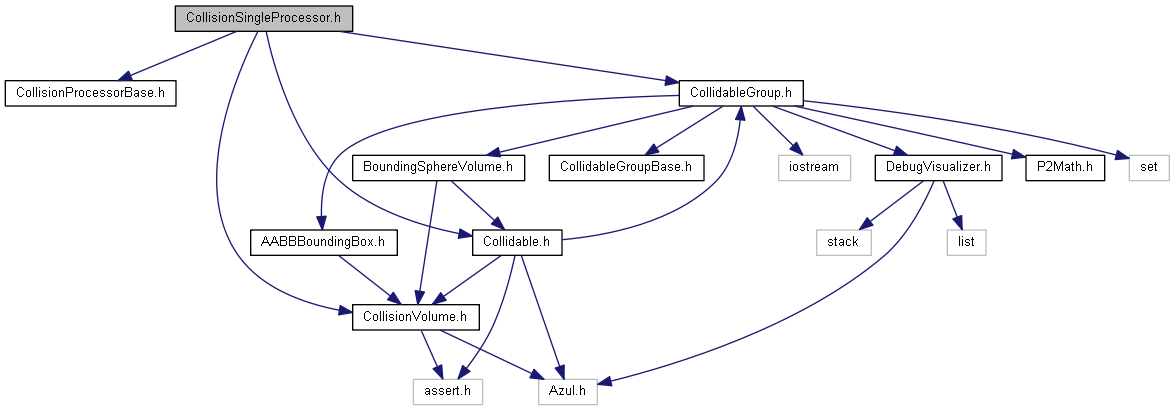 CollisionSingleProcessor.h
CollisionProcessorBase.h
CollidableGroup.h
BoundingSphereVolume.h
CollidableGroupBase.h
iostream
DebugVisualizer.h
P2Math.h
set
AABBBoundingBox.h
Collidable.h
stack
list
CollisionVolume.h
assert.h
Azul.h